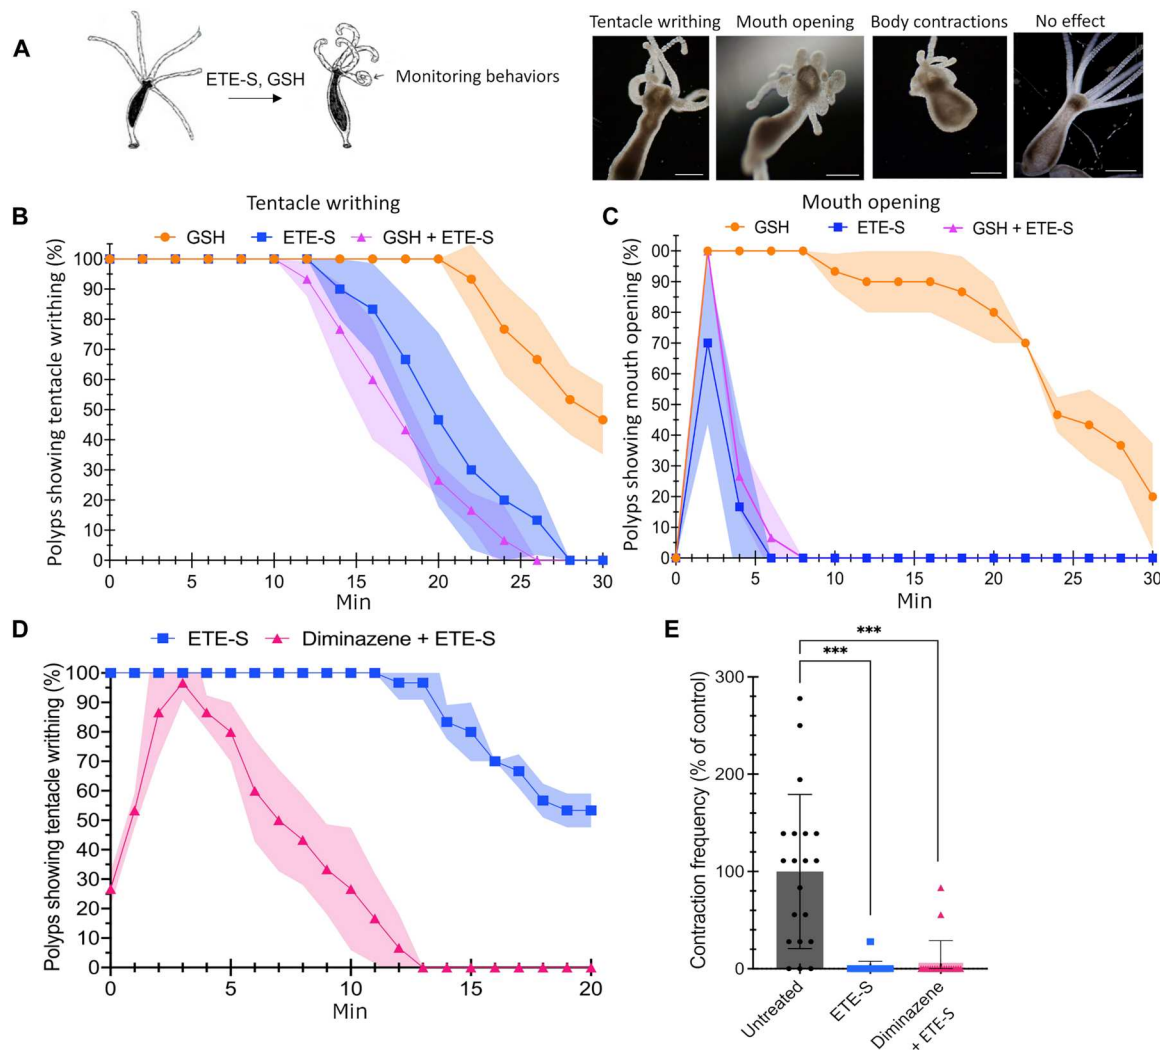 A
ETE-S, GSH
Monitoring behaviors
Tentacle writhing
Mouth opening
Body contractions
No effect
B
Tentacle writhing
GSH
ETE-S
GSH + ETE-S
Polyps showing tentacle writhing (%)
100
90
80
70
60
50
40
30
20
10
0
0
5
10
15
20
25
30
Min
C
Mouth opening
GSH
ETE-S
GSH + ETE-S
Polyps showing mouth opening (%)
00
90
80
70
60
50
40
30
20
10
0
0
5
10
15
20
25
30
Min
D
ETE-S
Diminazene + ETE-S
Polyps showing tentacle writhing (%)
100
90
80
70
60
50
40
30
20
10
0
0
5
10
15
20
Min
E
***
***
Contraction frequency (% of control)
300
200
100
0
Untreated
ETE-S
Diminazene
+ ETE-S